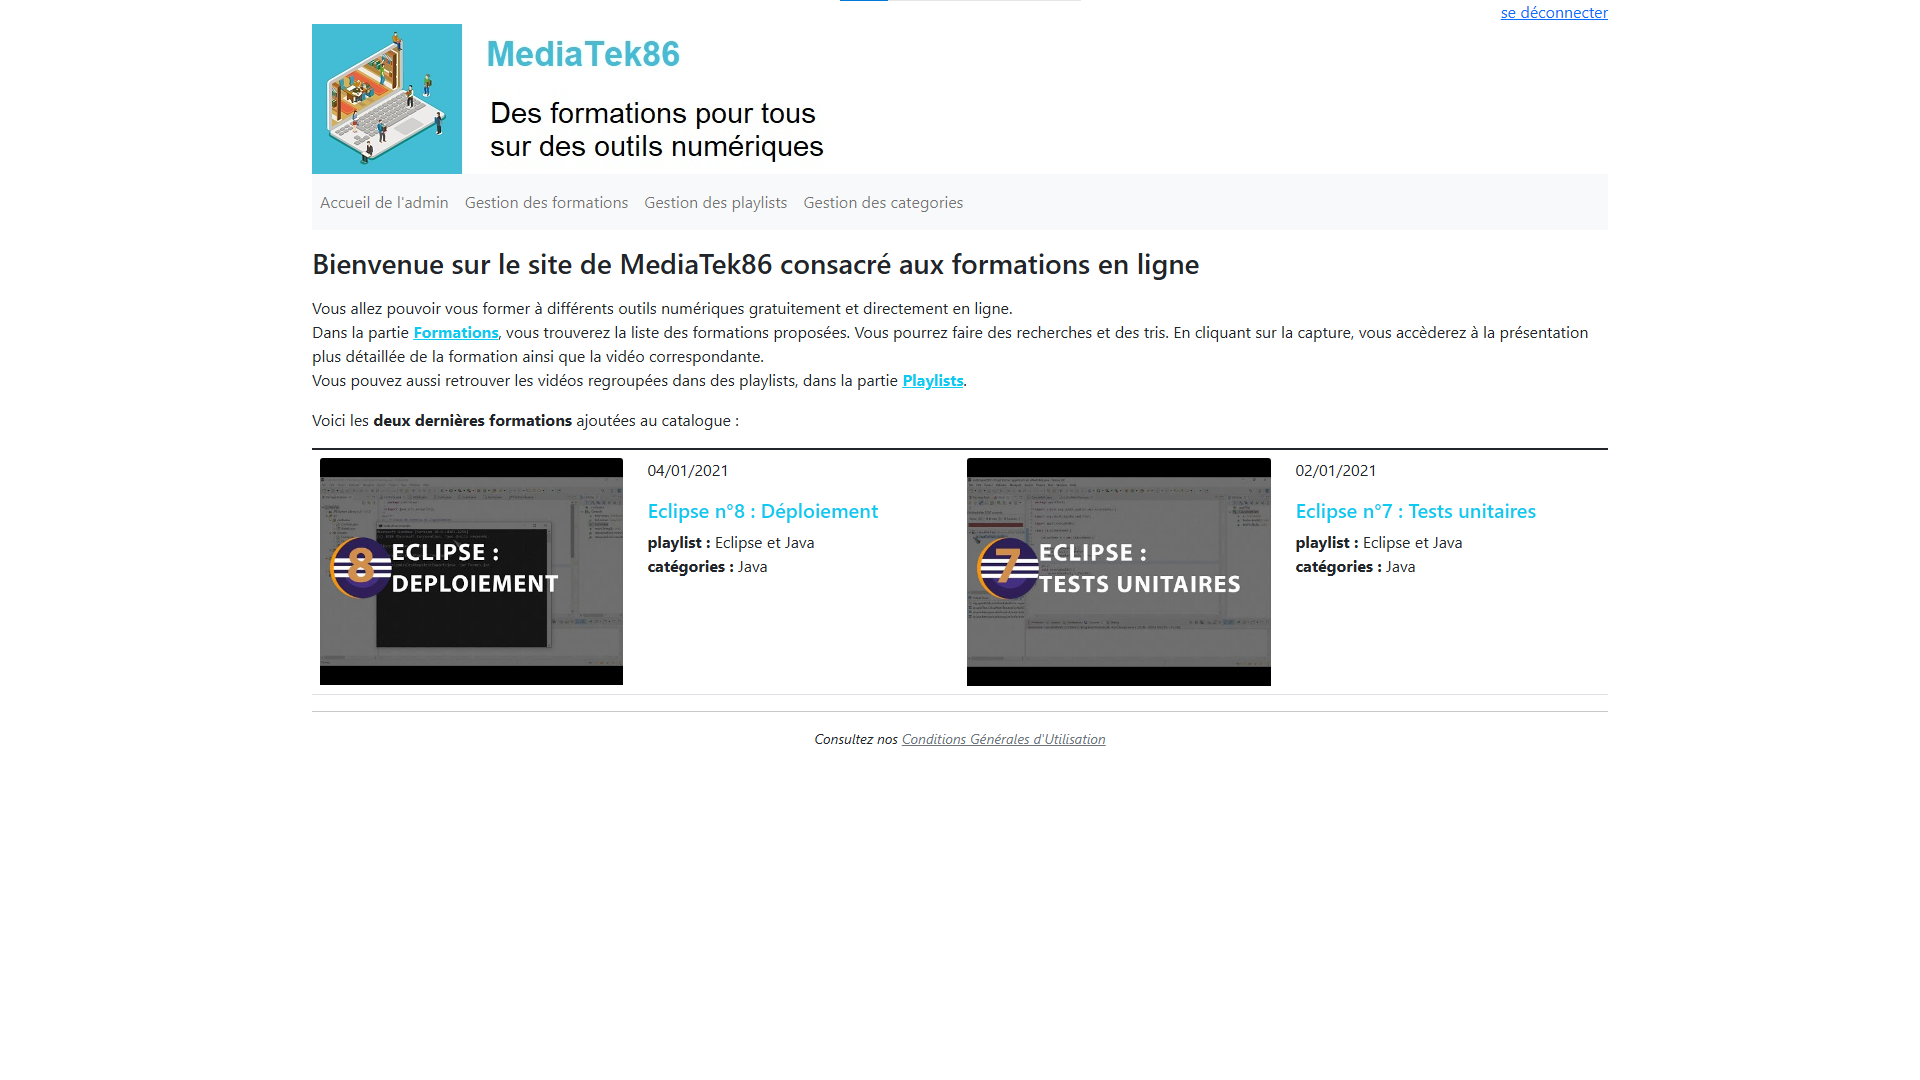 se déconnecter
MediaTek86
Des formations pour tous
sur des outils numériques
Accueil de l'admin Gestion des formations Gestion des playlists Gestion des categories
Bienvenue sur le site de MediaTek86 consacré aux formations en ligne
Vous allez pouvoir vous former à différents outils numériques gratuitement et directement en ligne.
Dans la partie Formations, vous trouverez la liste des formations proposées. Vous pourrez faire des recherches et des tris. En cliquant sur la capture, vous accèderez à la présentation
plus détaillée de la formation ainsi que la vidéo correspondante.
Vous pouvez aussi retrouver les vidéos regroupées dans des playlists, dans la partie Playlists.
Voici les deux dernières formations ajoutées au catalogue :
8 ECLIPSE :
DEPLOIEMENT
04/01/2021
Eclipse n°8 : Déploiement
playlist : Eclipse et Java
catégories : Java
7 ECLIPSE :
TESTS UNITAIRES
02/01/2021
Eclipse n°7 : Tests unitaires
playlist : Eclipse et Java
catégories : Java
Consultez nos Conditions Générales d'Utilisation